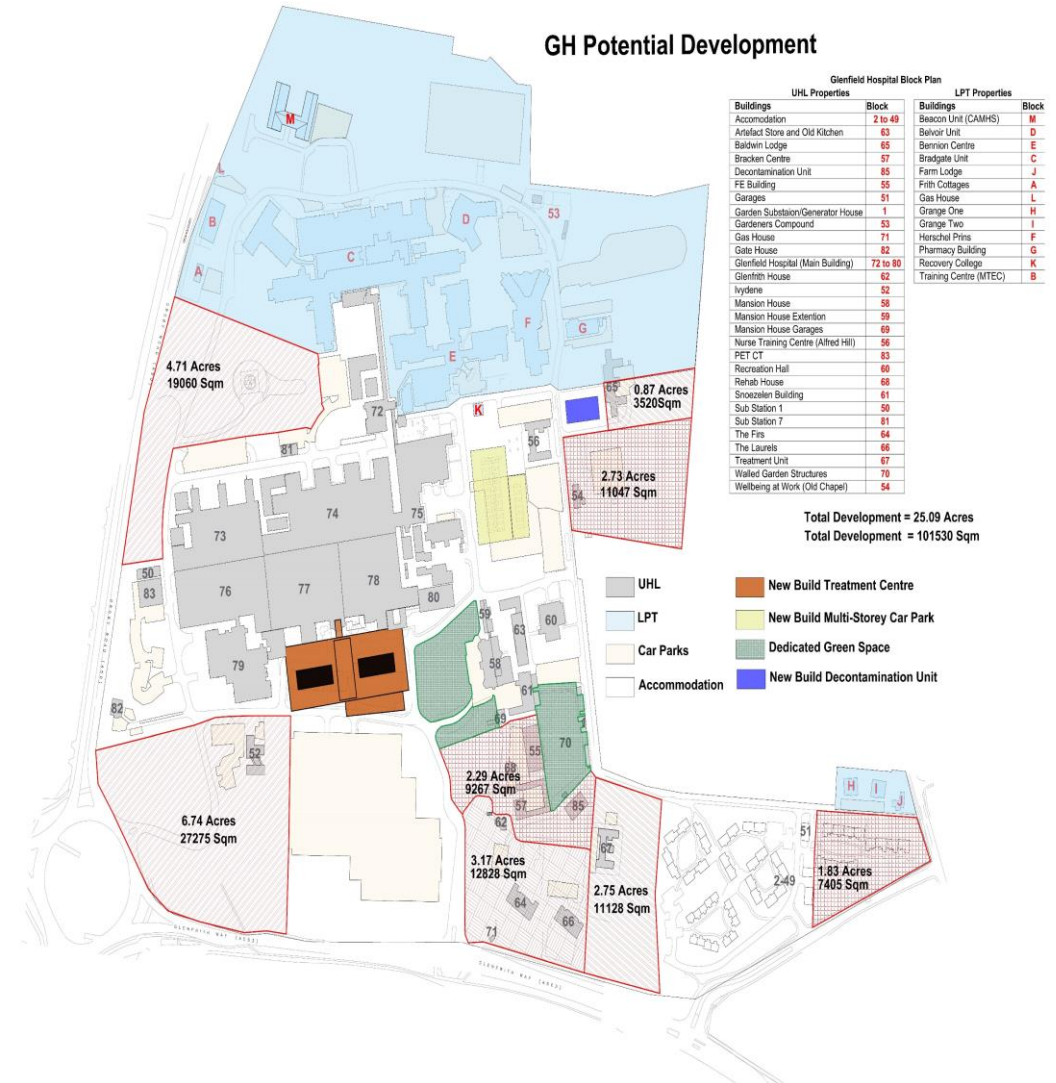 GH Potential Development
Glenfield Hospital Block Plan
UHL Properties
Buildings Block
Accomodation 2 to 49
Artefact Store and Old Kitchen 63
Baldwin Lodge 65
Bracken Centre 57
Decontamination Unit 85
FE Building 55
Garages 51
Garden Substaion/Generator House 1
Gardeners Compound 53
Gas House 71
Gate House 82
Glenfield Hospital (Main Building) 72 to 80
Glenfrith House 62
Ivydene 52
Mansion House 58
Mansion House Extention 59
Mansion House Garages 69
Nurse Training Centre (Alfred Hill) 56
PET CT 83
Recreation Hall 60
Rehab House 68
Snoezelen Building 61
Sub Station 1 50
Sub Station 7 81
The Firs 64
The Laurels 66
Treatment Unit 67
Walled Garden Structures 70
Wellbeing at Work (Old Chapel) 54
LPT Properties
Buildings Block
Beacon Unit (CAMHS) M
Belvoir Unit D
Bennion Centre E
Bradgate Unit C
Farm Lodge J
Frith Cottages A
Gas House L
Grange One H
Grange Two I
Herschel Prins F
Pharmacy Building G
Recovery College K
Training Centre (MTEC) B
Total Development = 25.09 Acres
Total Development = 101530 Sqm
UHL
LPT
Car Parks
Accommodation
New Build Treatment Centre
New Build Multi-Storey Car Park
Dedicated Green Space
New Build Decontamination Unit
M
L
B
A
C
D
53
F
E
G
K
65
4.71 Acres
19060 Sqm
0.87 Acres
3520Sqm
72
81
56
2.73 Acres
11047 Sqm
54
73
74
75
76
77
78
80
50
83
79
82
59
63
60
58
61
69
70
55
68
2.29 Acres
9267 Sqm
57
85
62
52
6.74 Acres
27275 Sqm
3.17 Acres
12828 Sqm
64
66
71
67
2.75 Acres
11128 Sqm
H
I
J
51
2-49
1.83 Acres
7405 Sqm
GLENFRITH WAY (A563)
GLENFRITH WAY (A563)